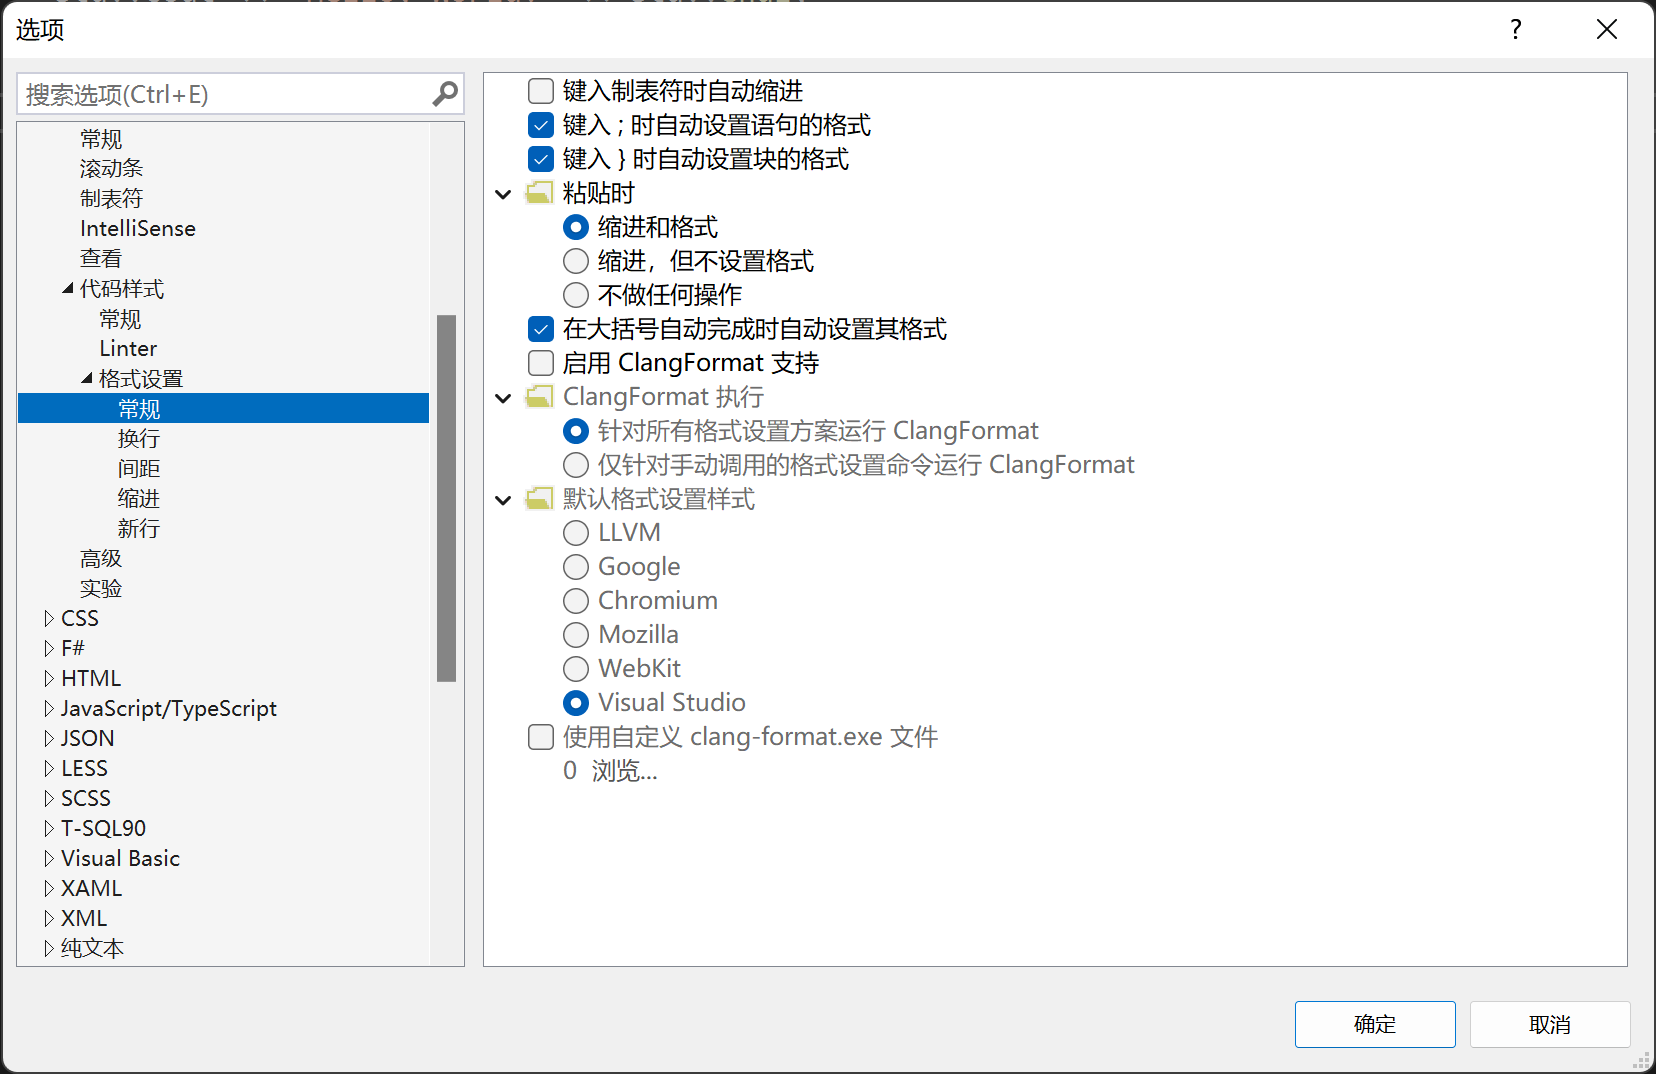 选项
?
搜索选项(Ctrl+E)
常规
滚动条
制表符
IntelliSense
查看
代码样式
常规
Linter
格式设置
常规
换行
间距
缩进
新行
高级
实验
CSS
F#
HTML
JavaScript/TypeScript
JSON
LESS
SCSS
T-SQL90
Visual Basic
XAML
XML
纯文本
键入制表符时自动缩进
键入 ; 时自动设置语句的格式
键入 } 时自动设置块的格式
粘贴时
缩进和格式
缩进，但不设置格式
不做任何操作
在大括号自动完成时自动设置其格式
启用 ClangFormat 支持
ClangFormat 执行
针对所有格式设置方案运行 ClangFormat
仅针对手动调用的格式设置命令运行 ClangFormat
默认格式设置样式
LLVM
Google
Chromium
Mozilla
WebKit
Visual Studio
使用自定义 clang-format.exe 文件
0 浏览...
确定
取消